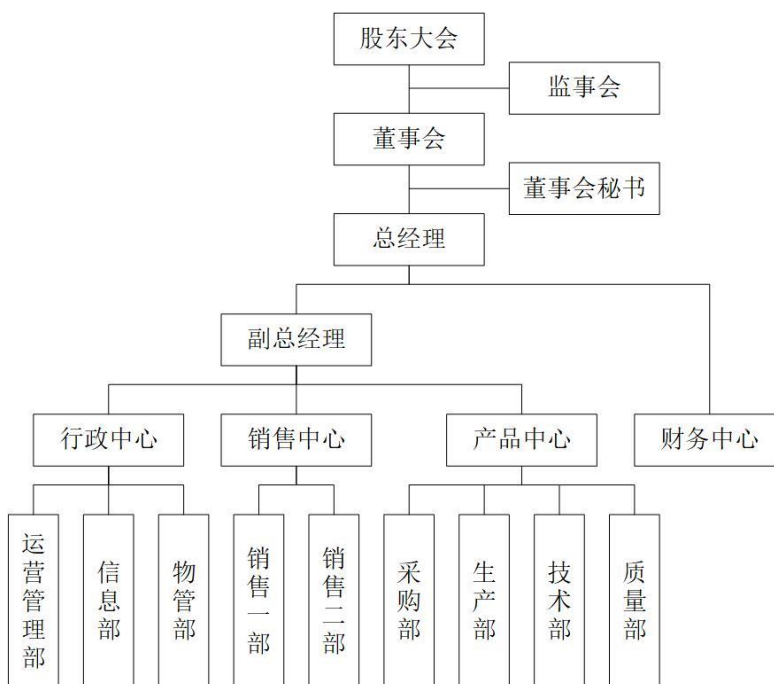 股东大会
监事会
董事会
董事会秘书
总经理
副总经理
行政中心
销售中心
产品中心
财务中心
运营管理部
信息部
物管部
销售一部
销售二部
采购部
生产部
技术部
质量部